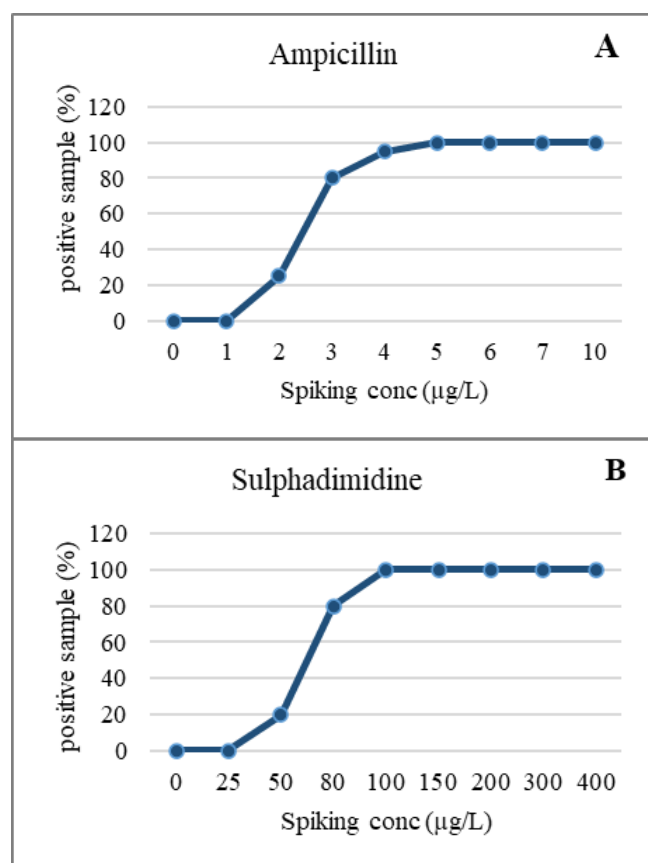 Ampicillin
A
positive sample (%)
120
100
80
60
40
20
0
0 1 2 3 4 5 6 7 10
Spiking conc (µg/L)
Sulphadimidine
B
positive sample (%)
120
100
80
60
40
20
0
0 25 50 80 100 150 200 300 400
Spiking conc (µg/L)